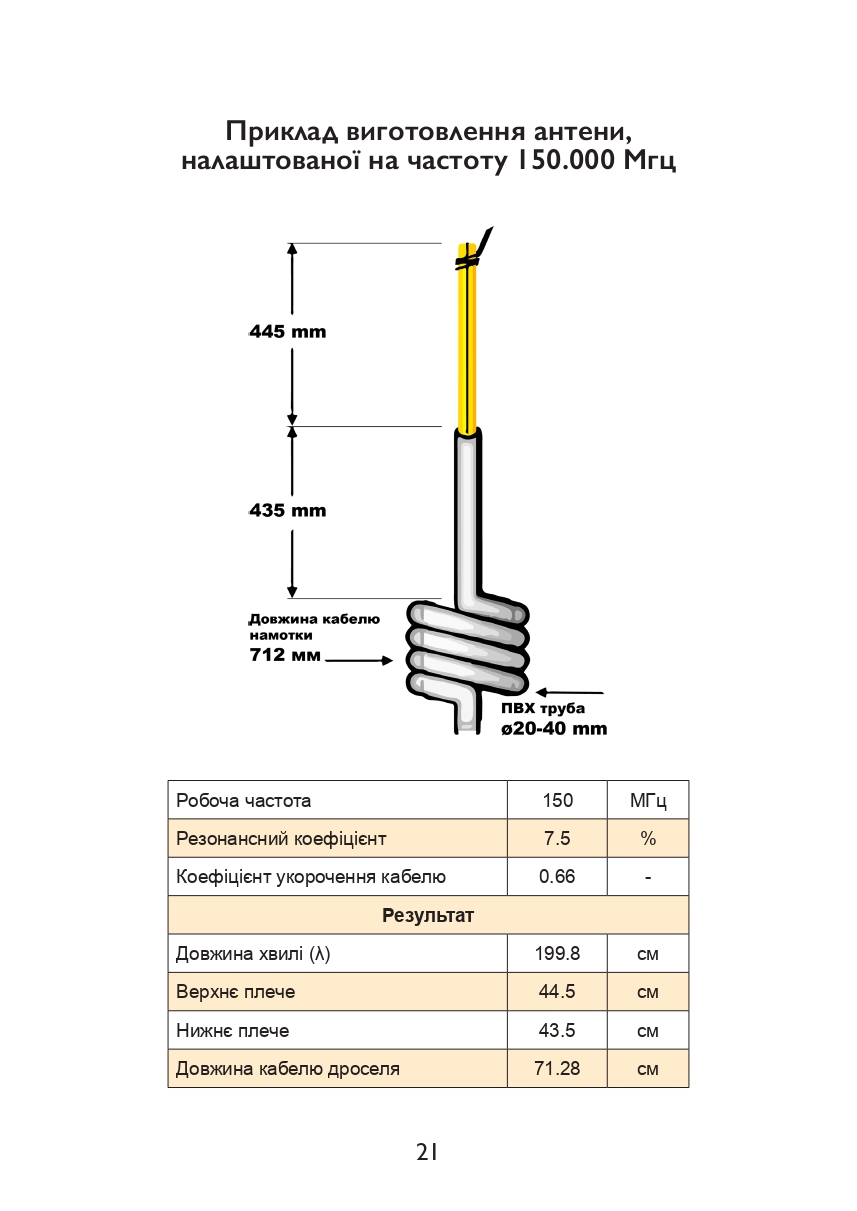 Приклад виготовлення антени,
налаштованої на частоту 150.000 Мгц
445 mm
435 mm
Довжина кабелю
намотки
712 мм
ПВХ труба
ø20-40 mm
Робоча частота 150 МГц
Резонансний коефіцієнт 7.5 %
Коефіцієнт укорочення кабелю 0.66 -
Результат
Довжина хвилі (λ) 199.8 см
Верхнє плече 44.5 см
Нижнє плече 43.5 см
Довжина кабелю дроселя 71.28 см
21